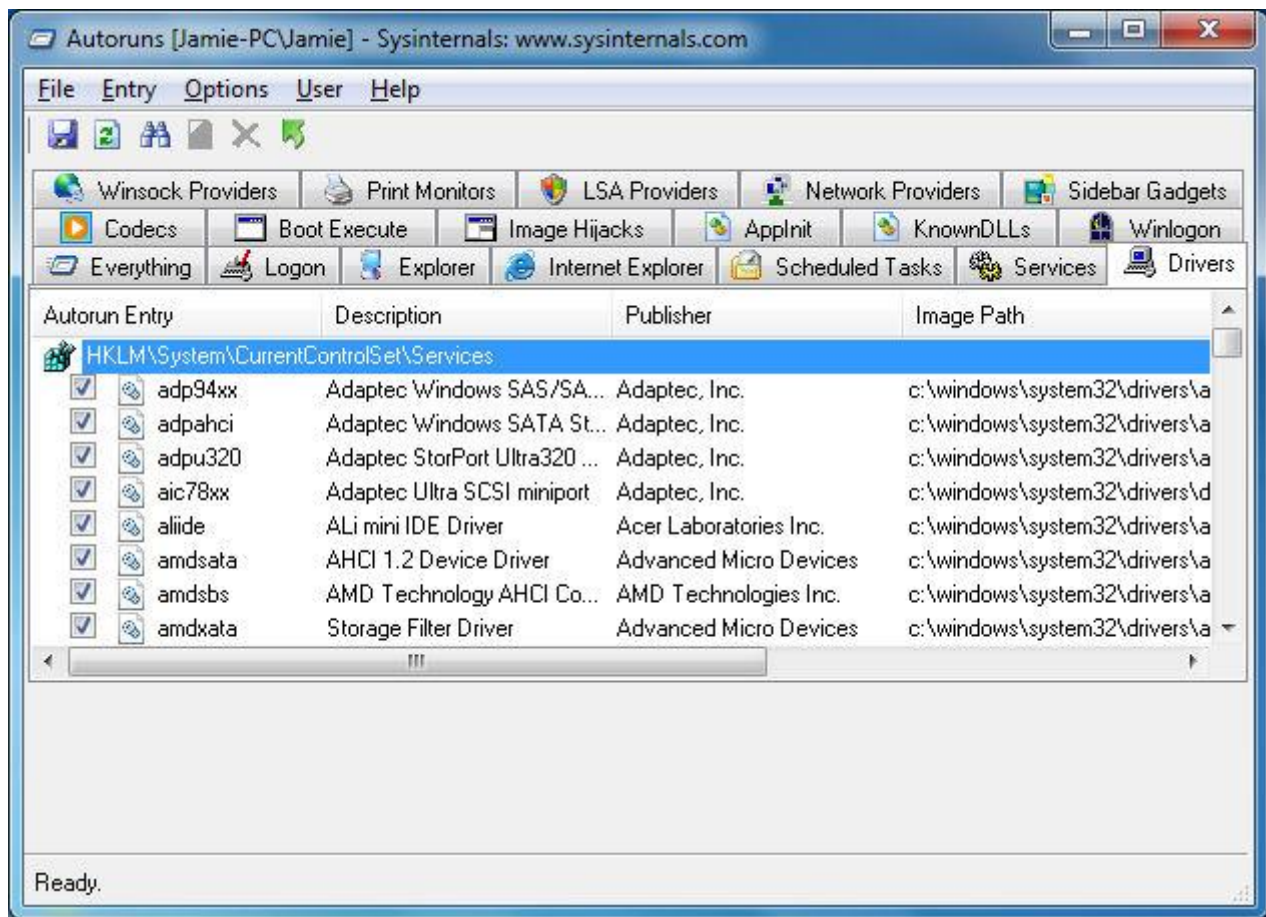 Autoruns [Jamie-PC\Jamie] - Sysinternals: www.sysinternals.com
File Entry Options User Help
Winsock Providers Print Monitors LSA Providers Network Providers Sidebar Gadgets
Codecs Boot Execute Image Hijacks AppInit KnownDLLs Winlogon
Everything Logon Explorer Internet Explorer Scheduled Tasks Services Drivers
Autorun Entry Description Publisher Image Path
HKLM\System\CurrentControlSet\Services
adp94xx Adaptec Windows SAS/SA... Adaptec, Inc. c:\windows\system32\drivers\a
adpahci Adaptec Windows SATA St... Adaptec, Inc. c:\windows\system32\drivers\a
adpu320 Adaptec StorPort Ultra320 ... Adaptec, Inc. c:\windows\system32\drivers\a
aic78xx Adaptec Ultra SCSI miniport Adaptec, Inc. c:\windows\system32\drivers\d
aliide ALi mini IDE Driver Acer Laboratories Inc. c:\windows\system32\drivers\a
amdsata AHCI 1.2 Device Driver Advanced Micro Devices c:\windows\system32\drivers\a
amdsbs AMD Technology AHCI Co... AMD Technologies Inc. c:\windows\system32\drivers\a
amdxata Storage Filter Driver Advanced Micro Devices c:\windows\system32\drivers\a
Ready.